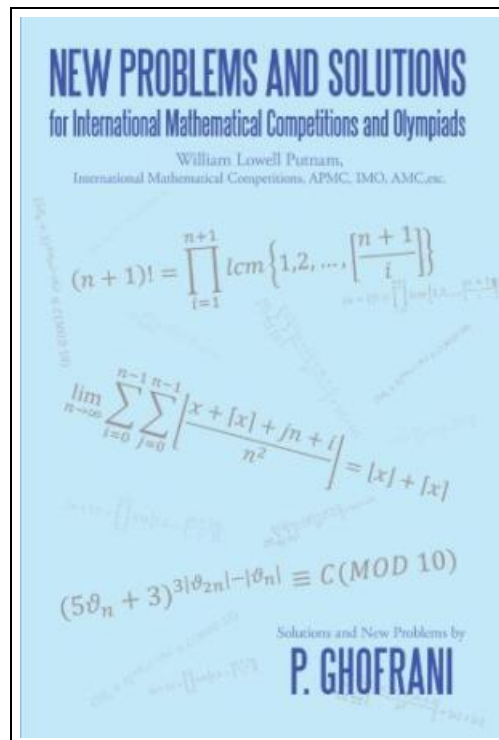 NEW PROBLEMS AND SOLUTIONS
for International Mathematical Competitions and Olympiads
William Lowell Putnam,
International Mathematical Competitions, APMC, IMO, AMC,etc.
(n + 1)! = ∏_{i=1}^{n+1} lcm{1,2, ..., [(n + 1)/i]}
lim_{n→∞} ∑_{i=0}^{n-1} ∑_{j=0}^{n-1} ⌊(x + ⌈x⌉ + jn + i)/n²⌋ = ⌊x⌋ + ⌈x⌉
(5ϑ_n + 3)^{3|ϑ_{2n}|−|ϑ_n|} ≡ C(MOD 10)
Solutions and New Problems by
P. GHOFRANI